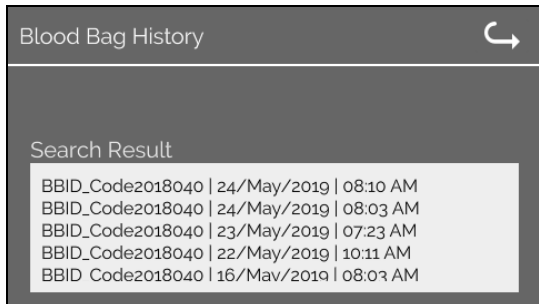 Blood Bag History
Search Result
BBID_Code2018040 | 24/May/2019 | 08:10 AM
BBID_Code2018040 | 24/May/2019 | 08:03 AM
BBID_Code2018040 | 23/May/2019 | 07:23 AM
BBID_Code2018040 | 22/May/2019 | 10:11 AM
BBID_Code2018040 | 16/May/2019 | 08:03 AM